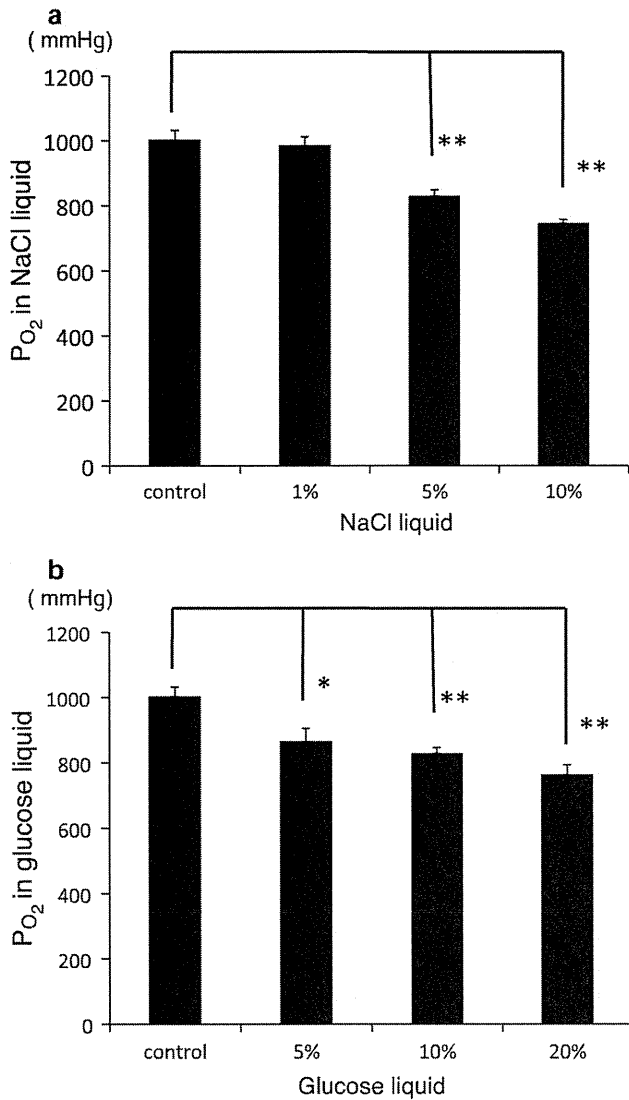 a
( mmHg)
1200
1000
800
600
400
200
0
PO2 in NaCl liquid
**
**
control 1% 5% 10%
NaCl liquid
b
( mmHg)
1200
1000
800
600
400
200
0
PO2 in glucose liquid
*
**
**
control 5% 10% 20%
Glucose liquid